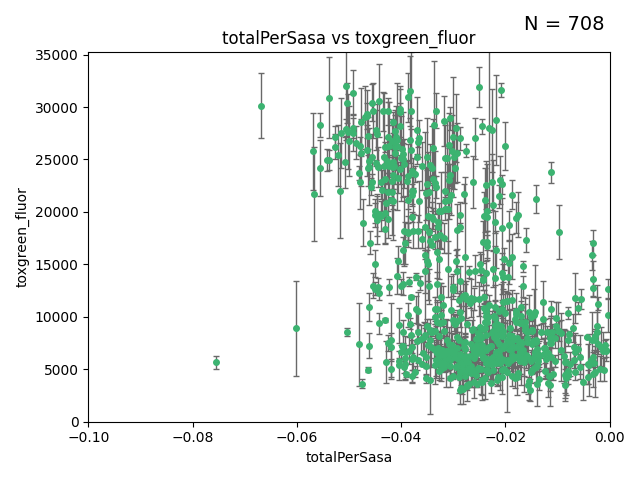 N = 708
totalPerSasa vs toxgreen_fluor
35000
30000
25000
20000
15000
10000
5000
0
toxgreen_fluor
−0.10 −0.08 −0.06 −0.04 −0.02 0.00
totalPerSasa